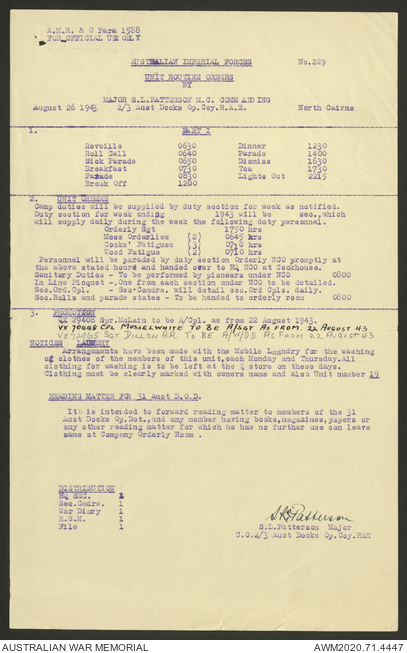 A.M.R. & O Para 1588
FOR OFFICIAL USE ONLY
AUSTRALIAN IMPERIAL FORCES No.229
UNIT ROUTINE ORDERS
BY
MAJOR S.L.PATTERSON M.C. COMMANDING
August 26 1943 2/3 Aust Docks Op.Coy.R.A.N. North Cairns
1. PART I
Reveille 0630 Dinner 1230
Roll Call 0640 Parade 1400
Sick Parade 0650 Dismiss 1630
Breakfast 0730 Tea 1730
Parade 0830 Lights Out 2215
Break Off 1200
2. UNIT ORDERS
Camp duties will be supplied by duty section for week as notified.
Duty section for week ending 1943 will be sec.,which
will supply daily during the week the following duty personnel.
Orderly Sgt 1750 hrs
Mess Orderlies (2) 0645 hrs
Cooks' Fatigues (3) 0710 hrs
Wood Fatigue (2) 0710 hrs
Personnel will be paraded by duty section Orderly NCO promptly at
the above stated hours and handed over to HQ NCO at Cookhouse.
Sanitary Duties - To be performed by pioneers under NCO 0800
In Line Picquet -.One from each section under NCO to be detailed.
Sec.Ord.Cpl. - Sec.Comdrs. will detail sec.Ord Cpls. daily.
Sec.Rolls and parade states - To be handed to orderly room 0800
3. PROMOTION
VX 29408 Spr.McLain to be A/Cpl. as from 22 August 1943.
VX 70048 CPL MUSSELWHITE TO BE A/SGT AS FROM. 22 AUGUST 43
VX72465 SGT DILLON A.R. TO BE A/W/OII AS FROM 22 AUGUST 43
NOTICES LAUNDRY
Arrangements have been made with the Mobile Laundry for the washing
of clothes of the members of this unit,each Monday and Thursday.All
clothing for washing is to be left at the Q store on these days.
Clothing must be clearly marked with owners name and also Unit number 19
READING MATTER FOR 31 Aust D.O.D.
It is intended to forward reading matter to members of the 31
Aust Docks Op.Det.,and any member having books,magazines,papers or
any other reading matter for which he has no further use can leave
same at Company Orderly Room .
DISTRIBUTION
HQ SEC. 1
Sec.Comdrs. 1
War Diary 1
R.S.M. 1
File 1
S.L.Patterson
S.L.Patterson Major
C.O.2/3 Aust Docks Op.Coy.RAE
AUSTRALIAN WAR MEMORIAL AWM2020.71.4447